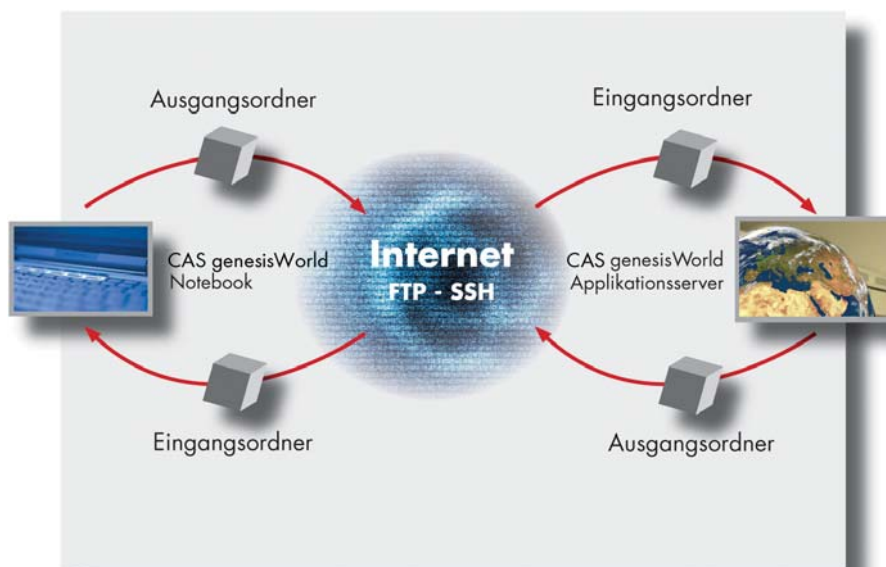 Ausgangsordner
Eingangsordner
CAS genesisWorld
Notebook
Internet
FTP - SSH
CAS genesisWorld
Applikationsserver
Eingangsordner
Ausgangsordner